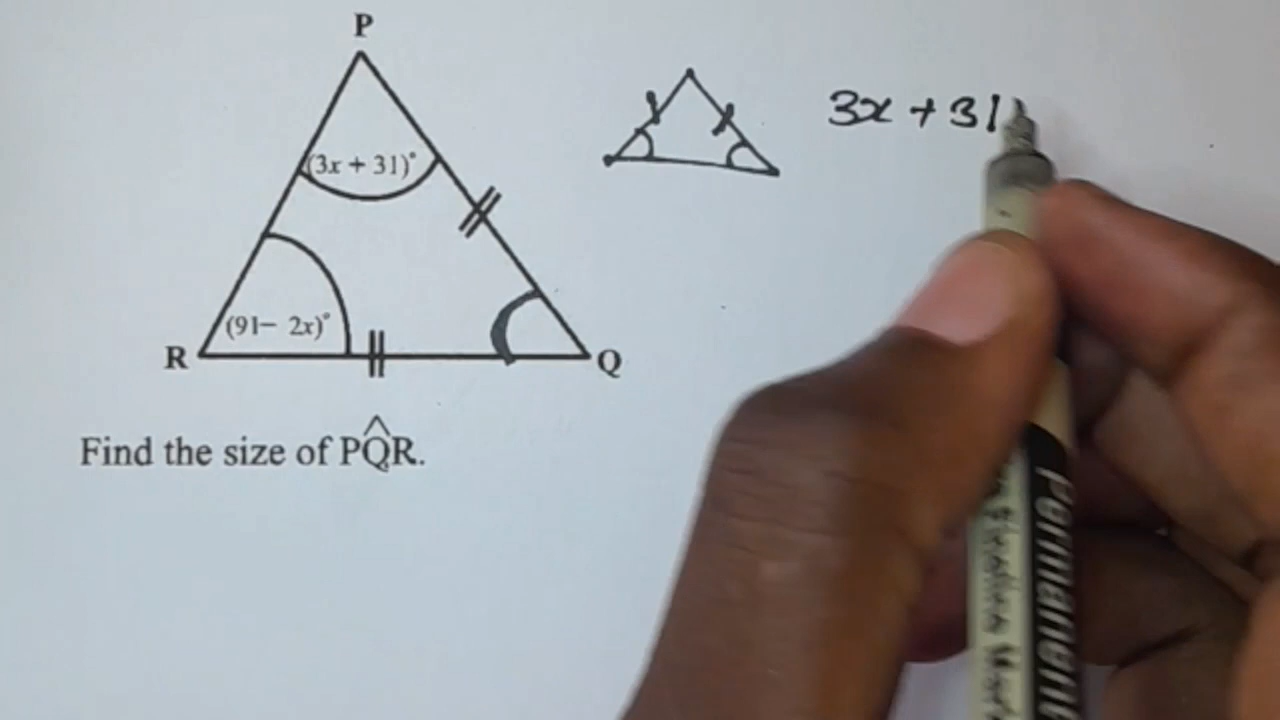 P
3x + 31
(3x + 31)°
(91− 2x)°
R
Q
Find the size of PQ̂R.
Permanent